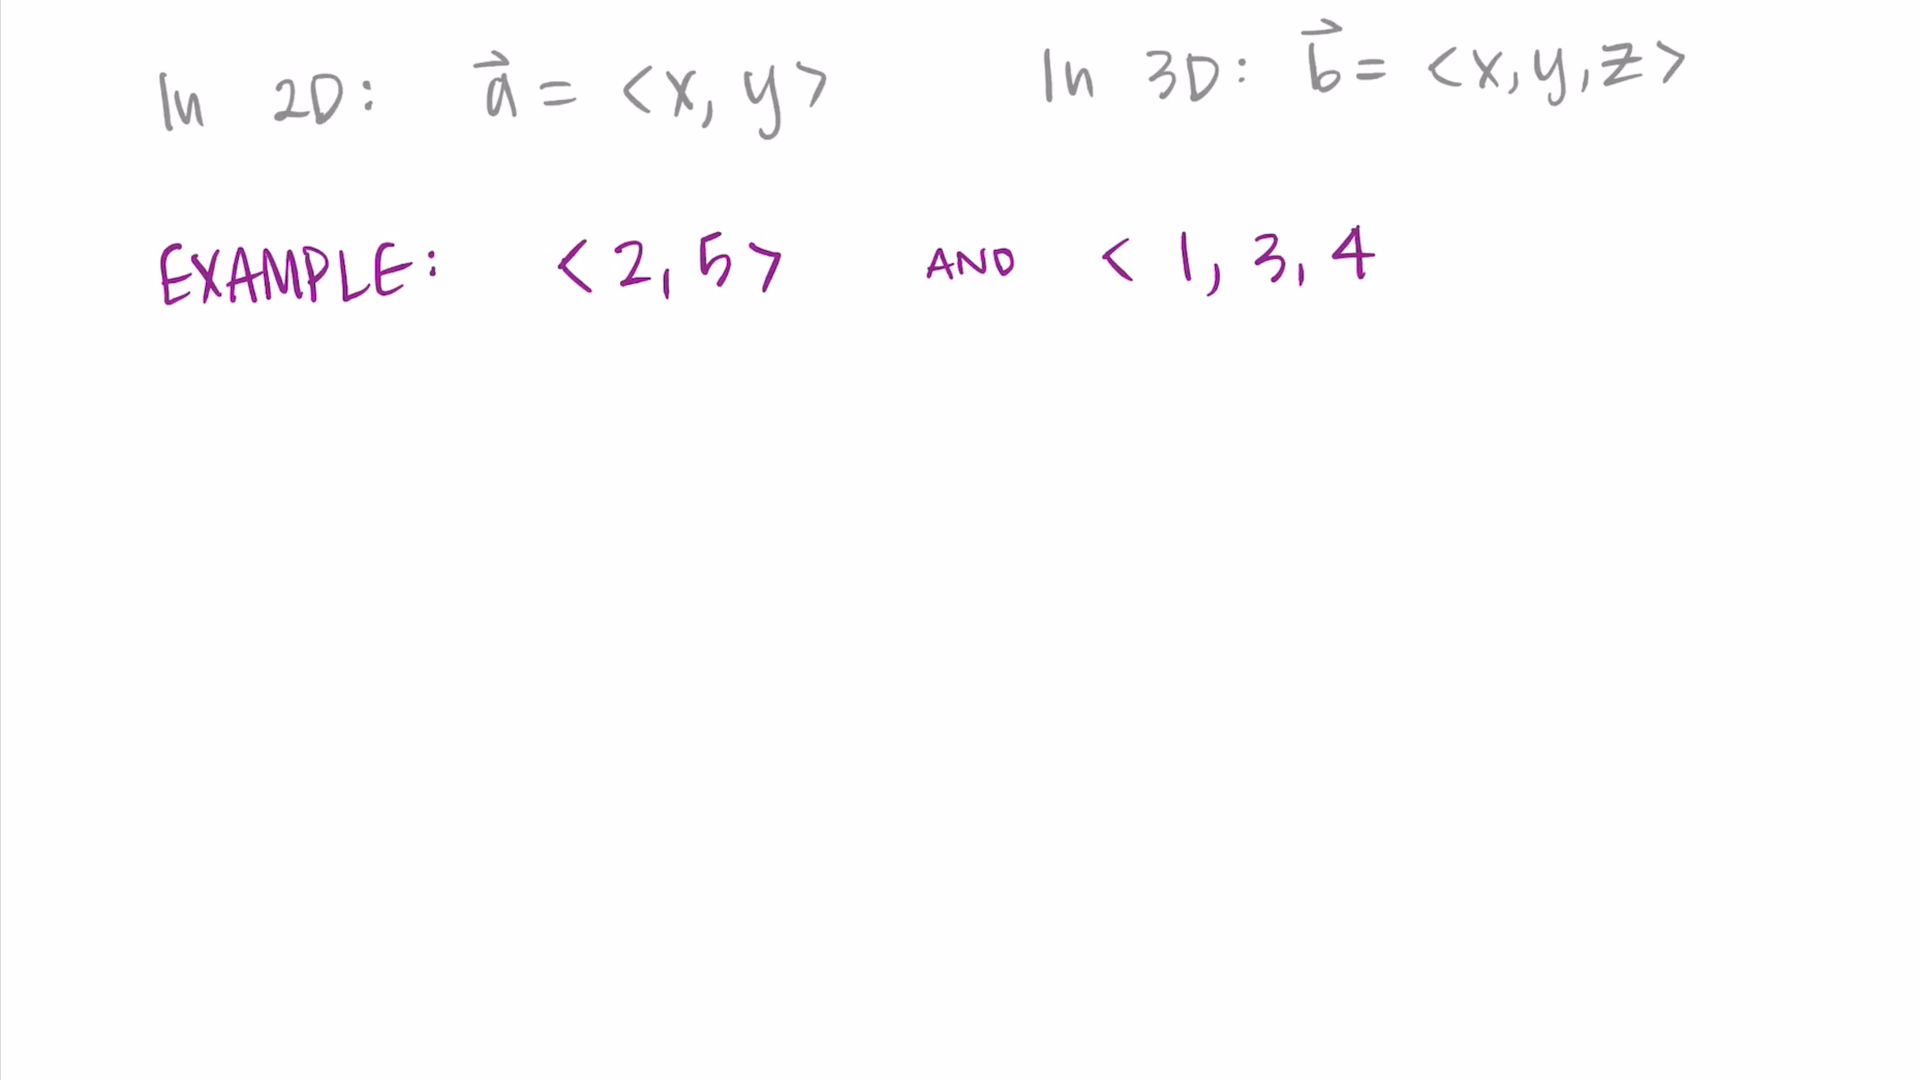 In 2D: a⃗ = <x, y> In 3D: b⃗ = <x, y, z>
EXAMPLE: <2, 5> AND < 1, 3, 4